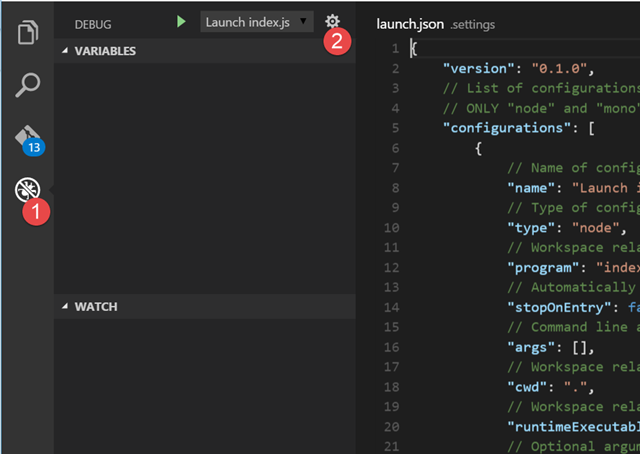 DEBUG
Launch index.js
2
VARIABLES
13
1
WATCH
launch.json .settings
1 {
2 "version": "0.1.0",
3 // List of configurations
4 // ONLY "node" and "mono"
5 "configurations": [
6 {
7 // Name of config
8 "name": "Launch i
9 // Type of config
10 "type": "node",
11 // Workspace rela
12 "program": "index
13 // Automatically
14 "stopOnEntry": fa
15 // Command line a
16 "args": [],
17 // Workspace rela
18 "cwd": ".",
19 // Workspace rela
20 "runtimeExecutabl
21 // Optional argum